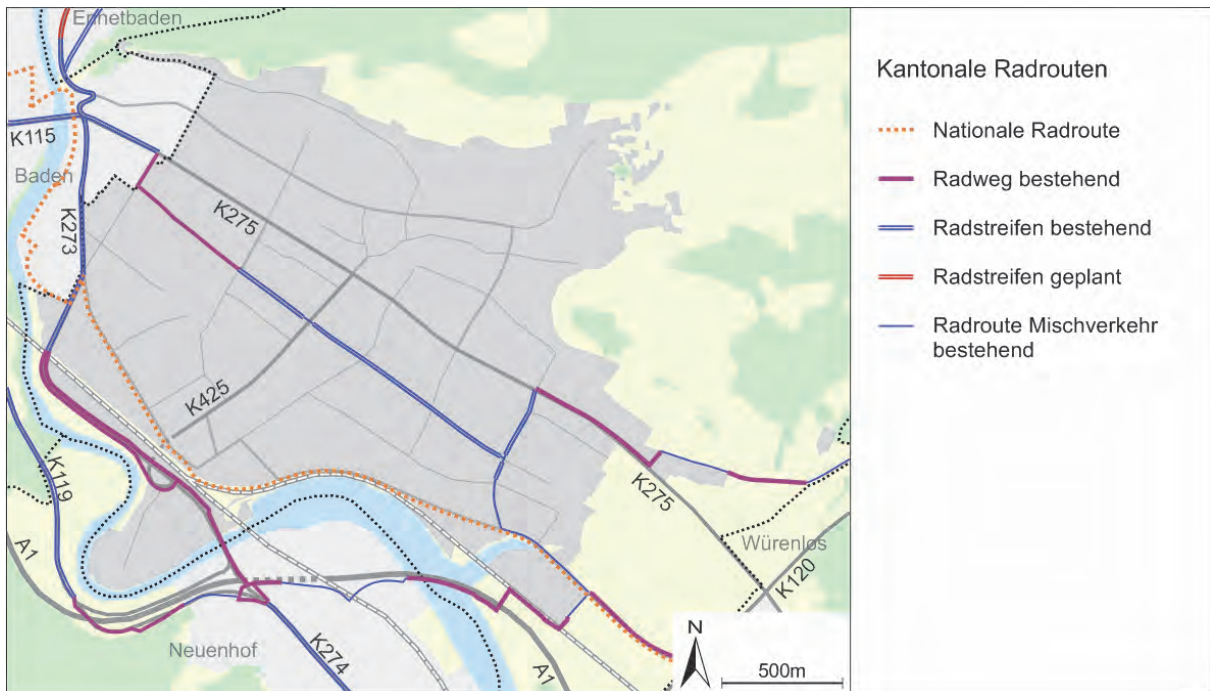 Ennetbaden
K115
Baden
K273
K275
K425
K119
A1
Neuenhof
K274
A1
K275
Würenlos
K120
N
500m
Kantonale Radrouten
Nationale Radroute
Radweg bestehend
Radstreifen bestehend
Radstreifen geplant
Radroute Mischverkehr
bestehend